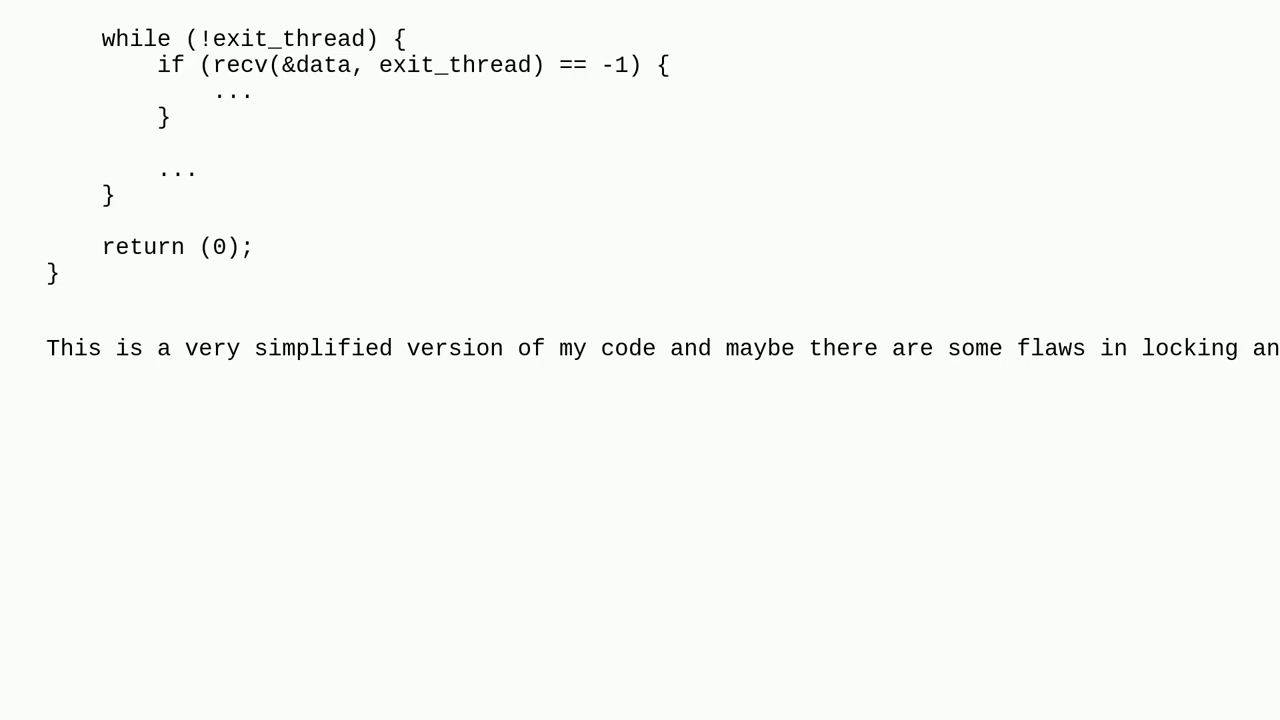 while (!exit_thread) {
if (recv(&data, exit_thread) == -1) {
...
}
...
}
return (0);
}
This is a very simplified version of my code and maybe there are some flaws in locking an